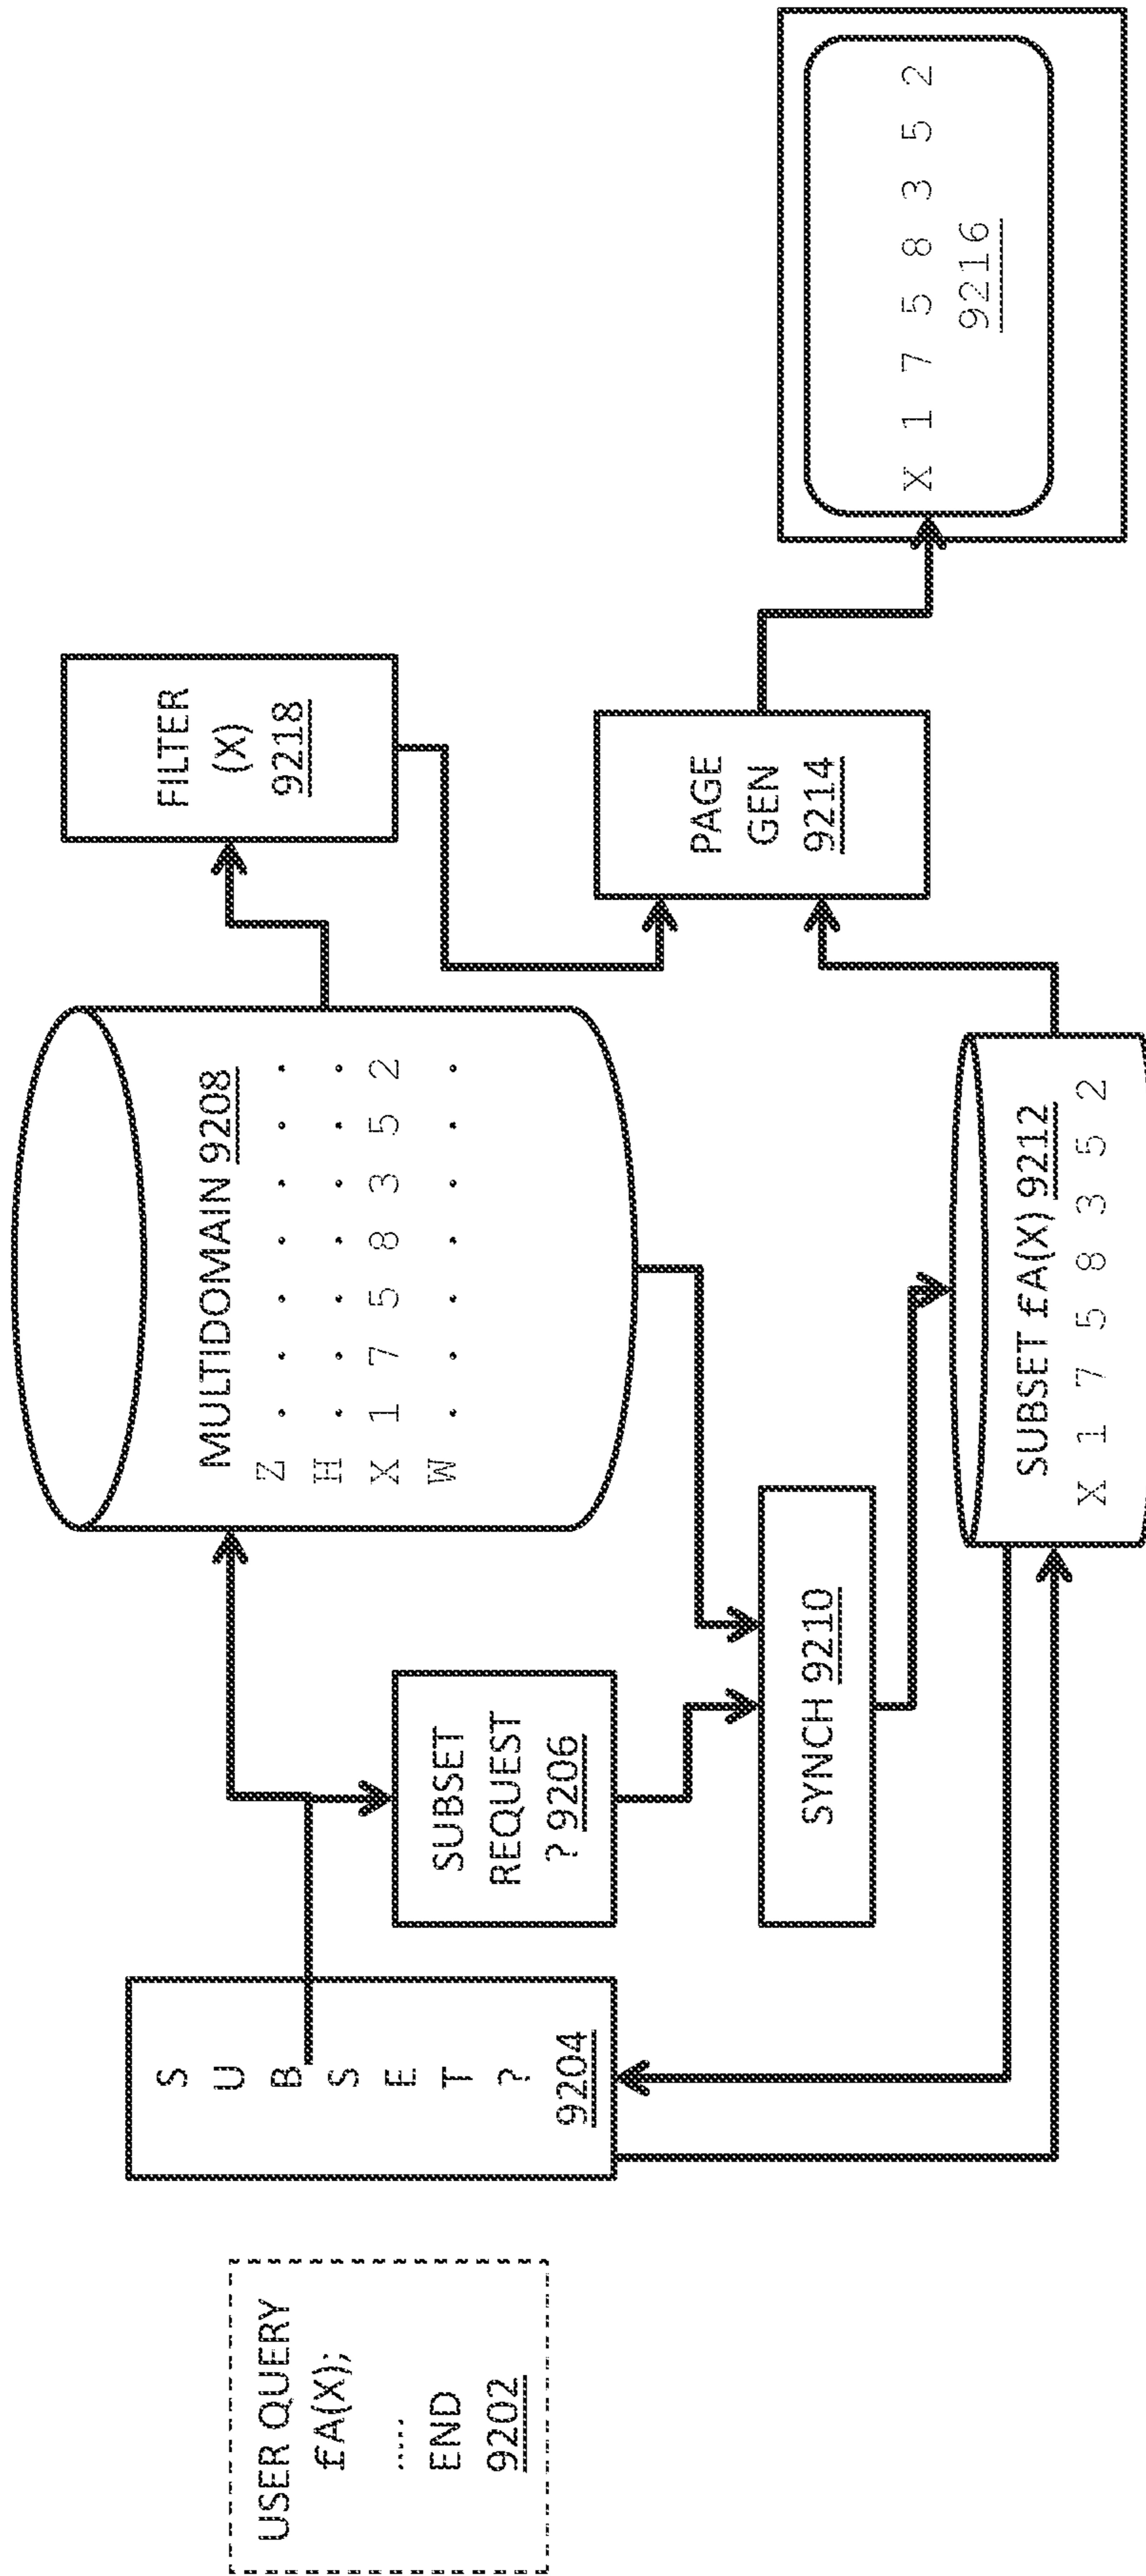 USER QUERY
£A(X);
.....
END
9202
S
U
B
S
E
T
?
9204
SUBSET
REQUEST
? 9206
MULTIDOMAIN 9208
Z . . . . . . .
H . . . . . . .
X 1 7 5 8 3 5 2
W . . . . . . .
SYNCH 9210
SUBSET £A(X) 9212
X 1 7 5 8 3 5 2
FILTER
(X)
9218
PAGE
GEN
9214
X 1 7 5 8 3 5 2
9216